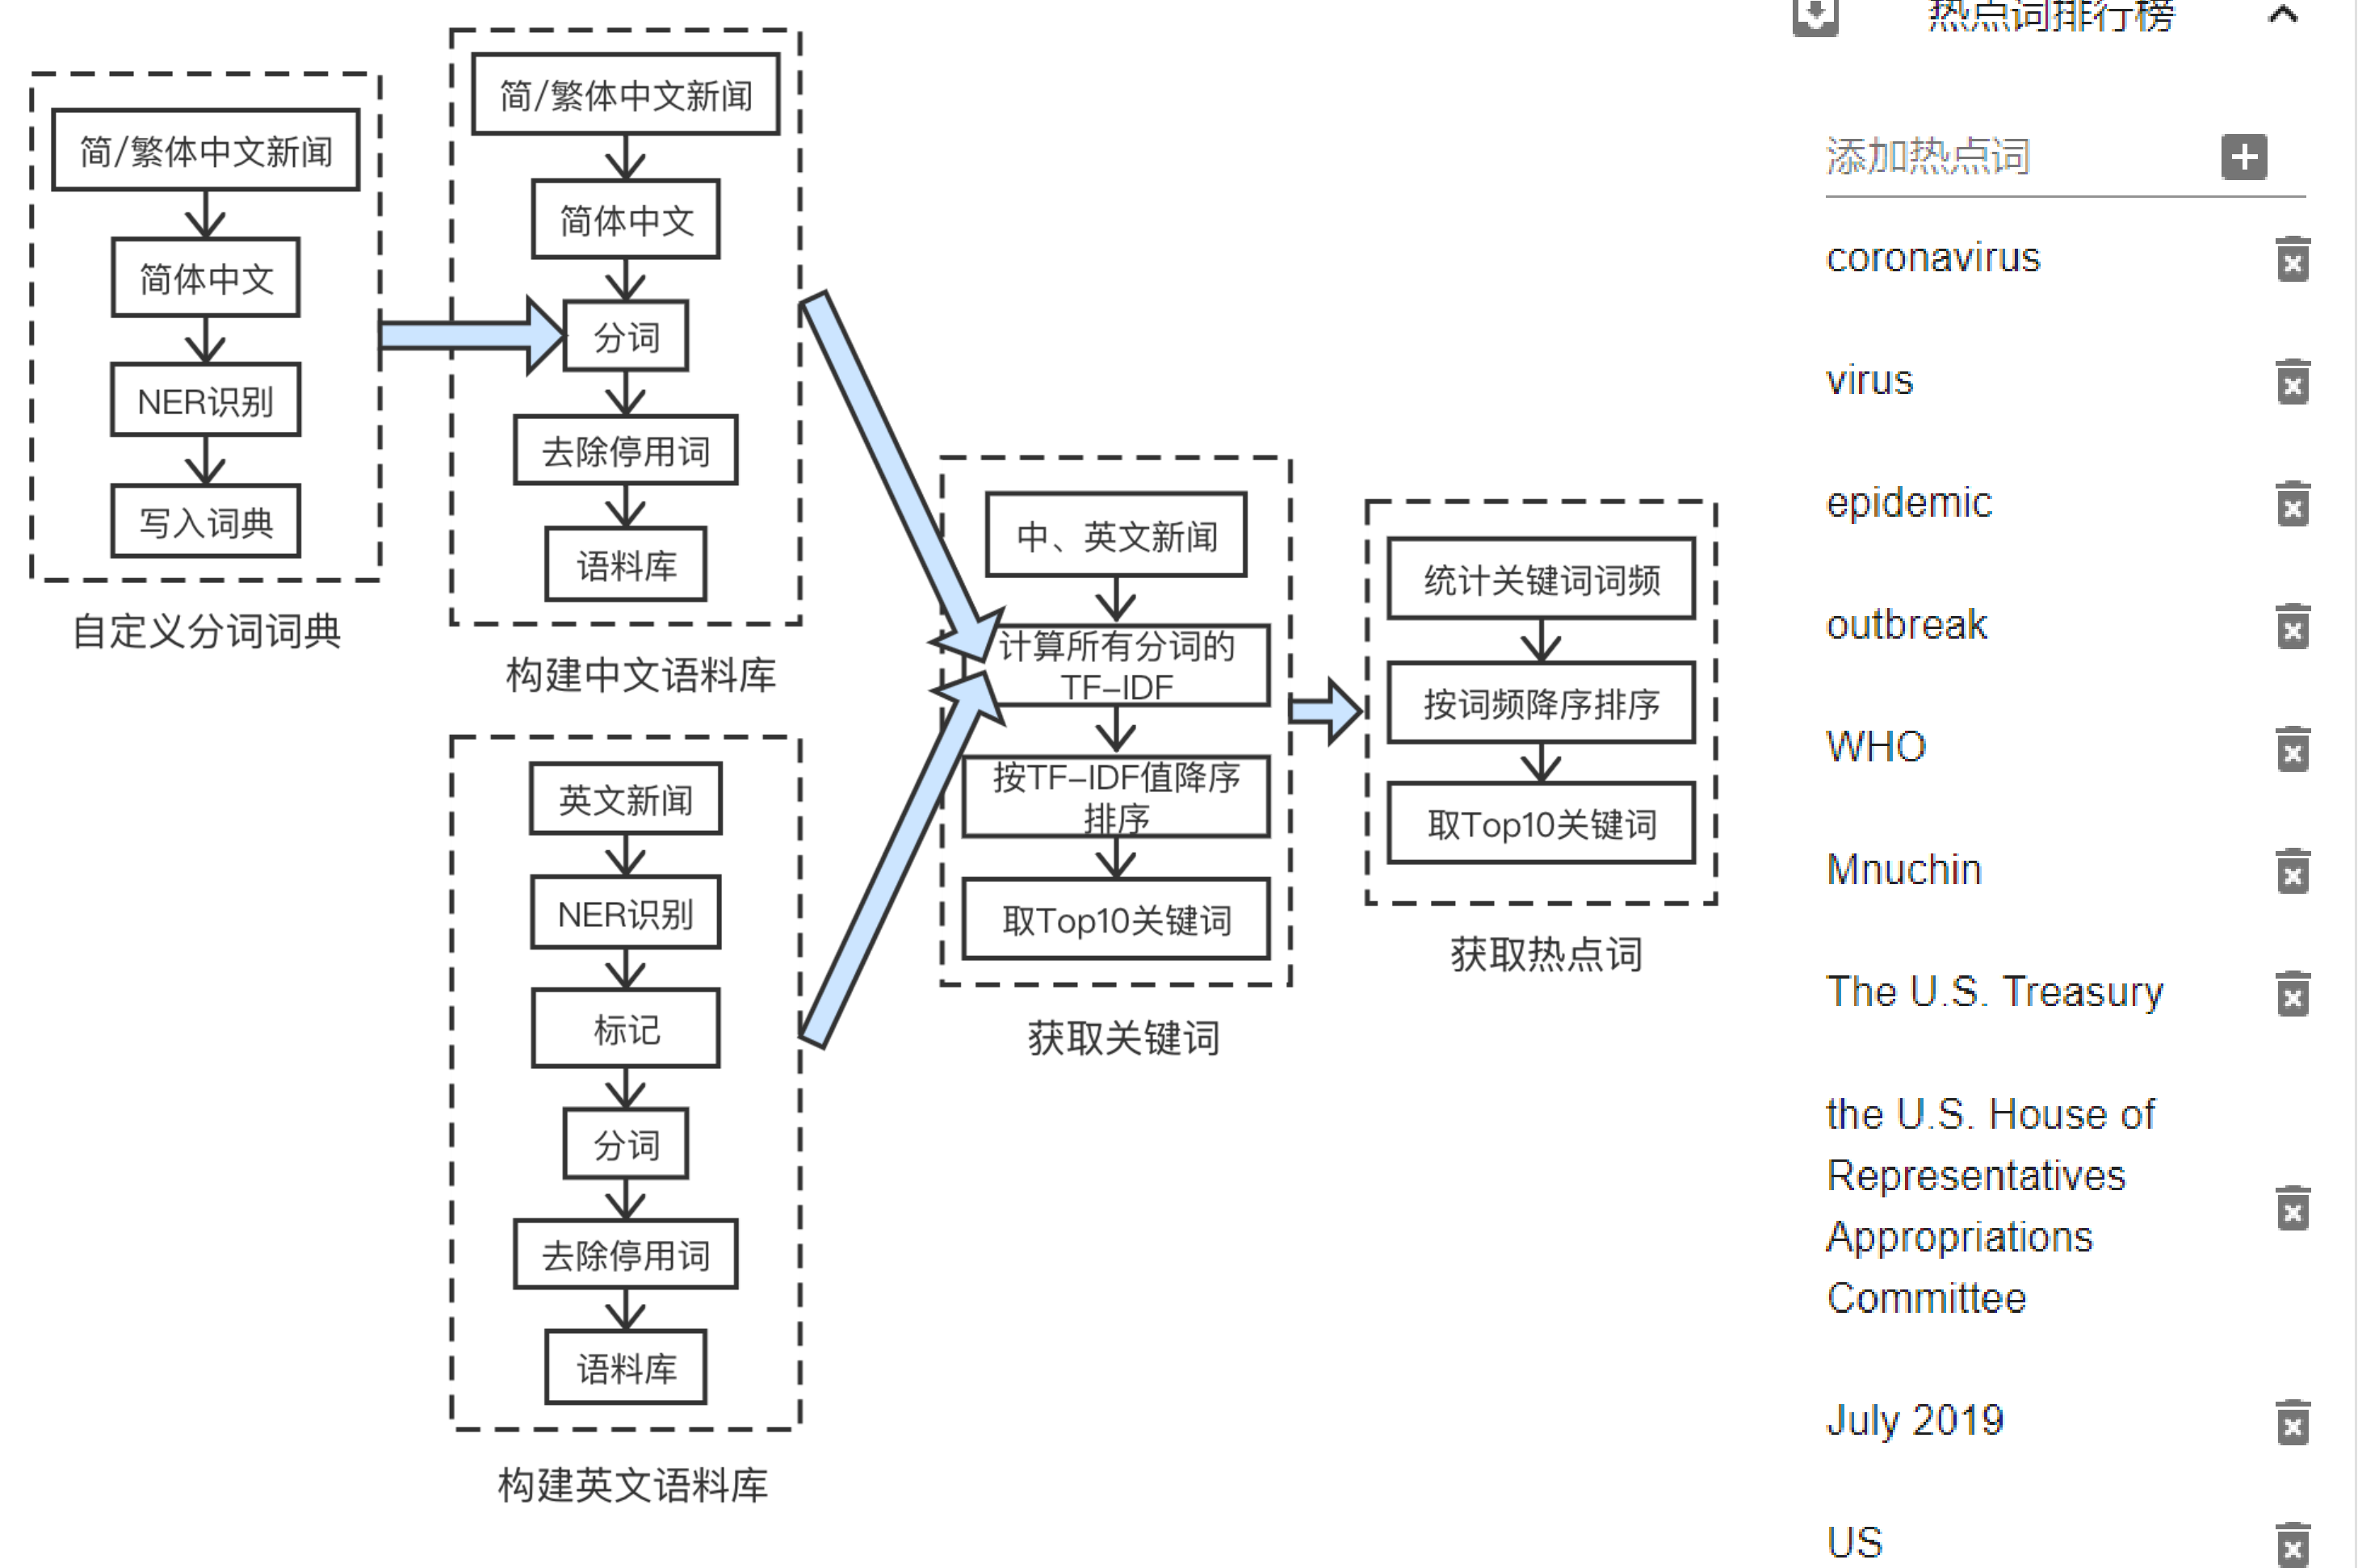 简/繁体中文新闻
简体中文
NER识别
写入词典
自定义分词词典
简/繁体中文新闻
简体中文
分词
去除停用词
语料库
构建中文语料库
英文新闻
NER识别
标记
分词
去除停用词
语料库
构建英文语料库
中、英文新闻
计算所有分词的
TF-IDF
按TF-IDF值降序
排序
取Top10关键词
获取关键词
统计关键词词频
按词频降序排序
取Top10关键词
获取热点词
热点词排行榜
添加热点词
coronavirus
virus
epidemic
outbreak
WHO
Mnuchin
The U.S. Treasury
the U.S. House of
Representatives
Appropriations
Committee
July 2019
US